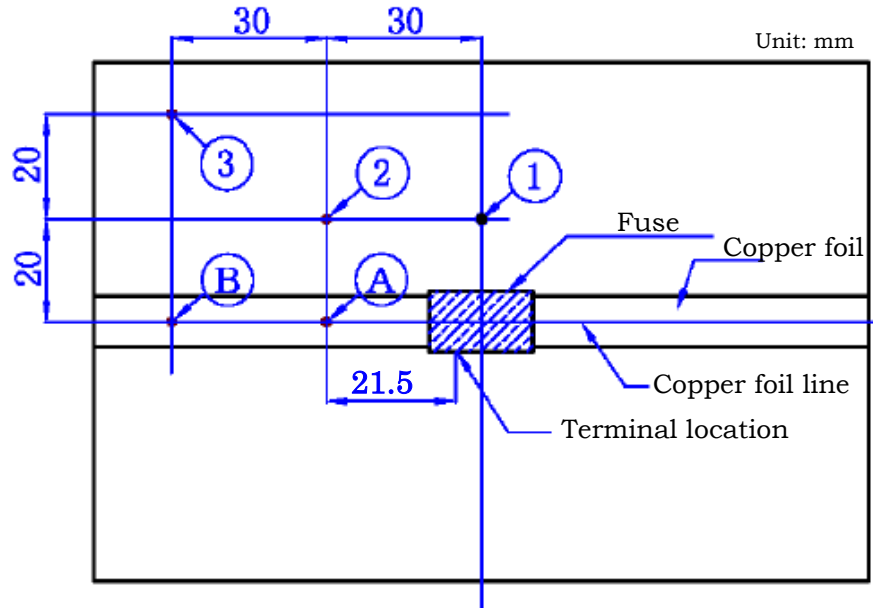 30
30
Unit: mm
20
3
2
1
20
Fuse
Copper foil
B
A
21.5
Copper foil line
Terminal location